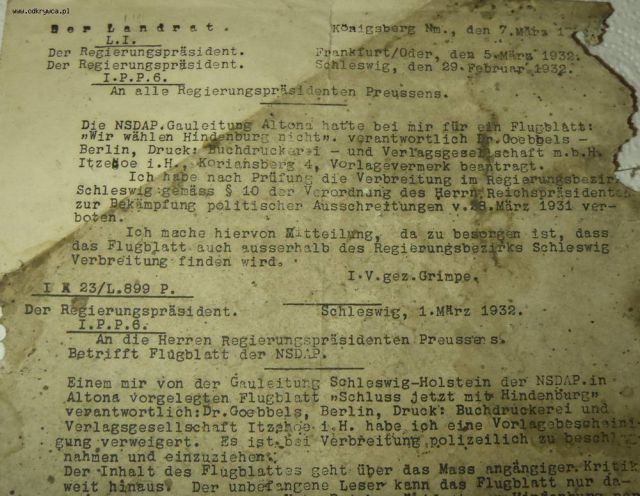 www.odkrywca.pl
Der Landrat. Königsberg Nm., den 7. März 1
L.I.
Der Regierungspräsident. Frankfurt/Oder, den 5. März 1932.
Der Regierungspräsident. Schleswig, den 29. Februar 1932.
I.P.P.6.
An alle Regierungspräsidenten Preussens.
Die NSDAP.Gauleitung Altona hatte bei mir für ein Flugblatt:
"Wir wählen Hindenburg nicht". verantwortlich Dr.Goebbels -
Berlin, Druck: Buchdruckerei - und Verlagsgesellschaft m.b.H.
Itzehoe i.H., Koriansberg 4, Vorlagevermerk beantragt.
Ich habe nach Prüfung die Verbreitung im Regierungsbezir
Schleswig gemäss § 10 der Verordnung des Herrn Reichspräsidente
zur Bekämpfung politischer Ausschreitungen v.28.März 1931 ver-
boten.
Ich mache hiervon Mitteilung, da zu besorgen ist, dass
das Flugblatt auch ausserhalb des Regierungsbezirks Schleswig
Verbreitung finden wird.
I.V.gez.Grimpe.
I K 23/L.899 P.
Der Regierungspräsident. Schleswig, 1.März 1932.
I.P.P.6.
An die Herren Regierungspräsidenten Preussens.
Betrifft Flugblatt der NSDAP.
Einem mir von der Gauleitung Schleswig-Holstein der NSDAP.in
Altona vorgelegten Flugblatt "Schluss jetzt mit Hindenburg"
verantwortlich:Dr.Goebbels, Berlin, Druck: Buchdruckerei und
Verlagsgesellschaft Itzehoe i.H. habe ich eine Vorlagebescheini
gung verweigert. Es ist bei Verbreitung polizeilich zu beschl
nahmen und einzuziehen.
Der Inhalt des Flugblattes geht über das Mass angängiger Kritik
weit hinaus. Der unbefangene Leser kann das Flugblatt nur da-